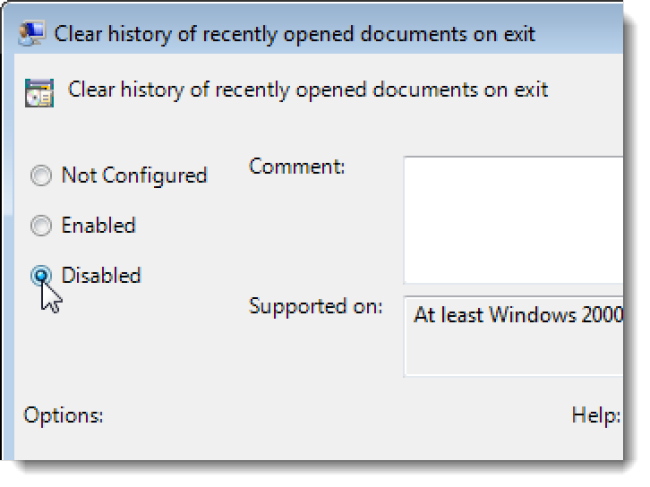 Clear history of recently opened documents on exit
Clear history of recently opened documents on exit
Not Configured
Comment:
Enabled
Disabled
Supported on:
At least Windows 2000
Options:
Help: